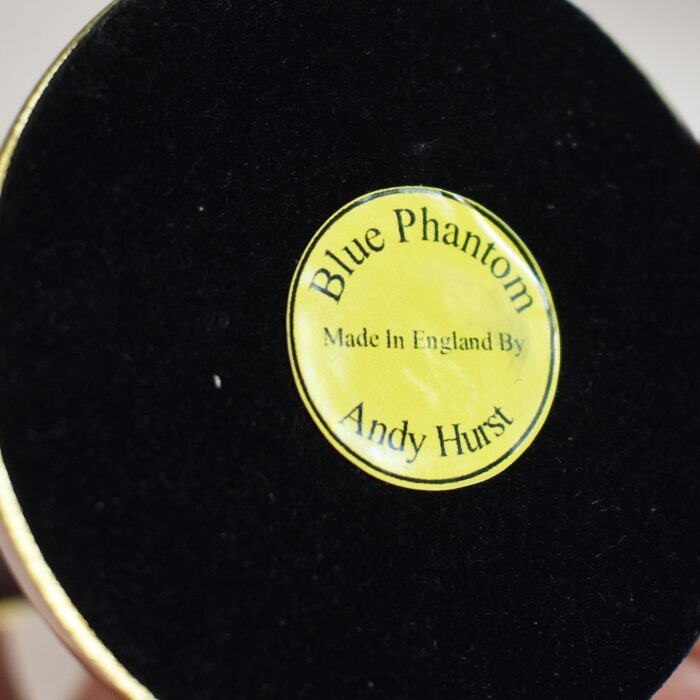 Blue Phantom
Made In England By
Andy Hurst